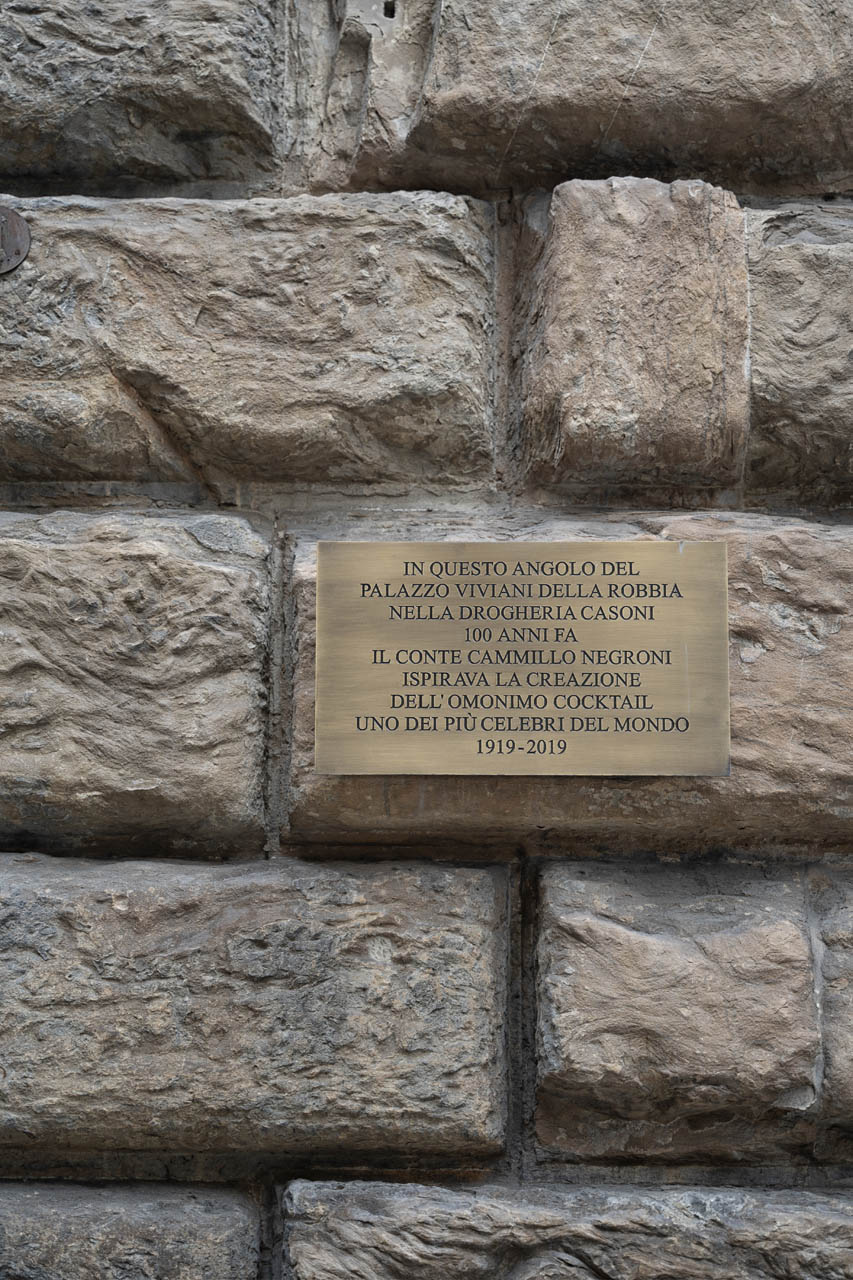 IN QUESTO ANGOLO DEL
PALAZZO VIVIANI DELLA ROBBIA
NELLA DROGHERIA CASONI
100 ANNI FA
IL CONTE CAMMILLO NEGRONI
ISPIRAVA LA CREAZIONE
DELL' OMONIMO COCKTAIL
UNO DEI PIÙ CELEBRI DEL MONDO
1919-2019